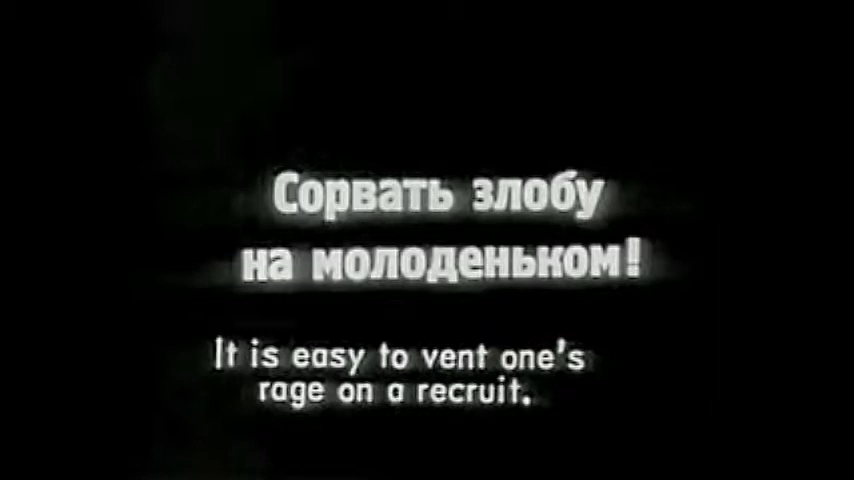 Сорвать злобу
на молоденьком!
It is easy to vent one's
rage on a recruit.